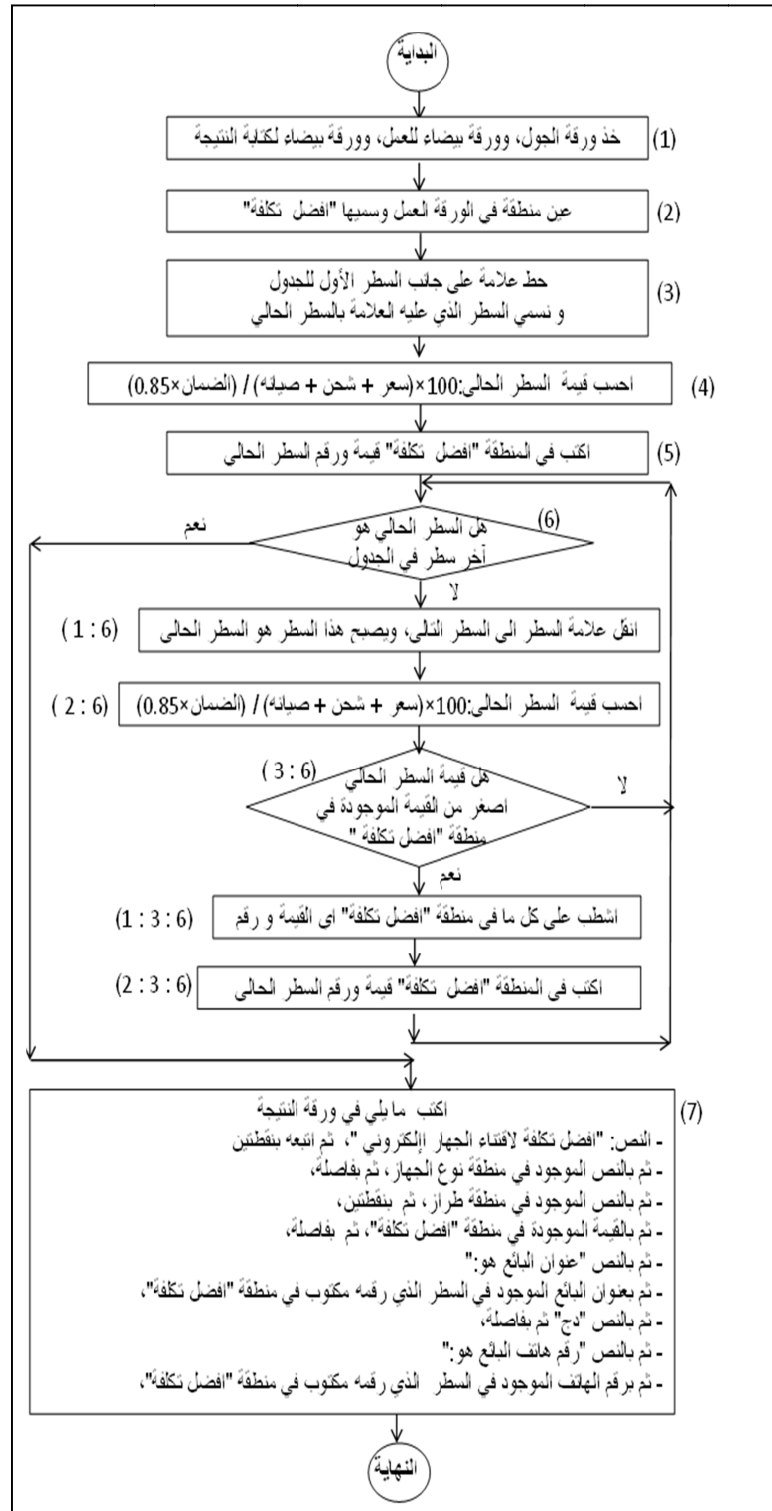 البداية
(1) خذ ورقة الجول، وورقة بيضاء للعمل، وورقة بيضاء لكتابة النتيجة
(2) عين منطقة في الورقة العمل وسميها "افضل تكلفة"
(3) حط علامة على جانب السطر الأول للجدول
و نسمي السطر الذي عليه العلامة بالسطر الحالي
(4) احسب قيمة السطر الحالى:100×(سعر + شحن + صيانه) / (الضمان×0.85)
(5) اكتب في المنطقة "افضل تكلفة" قيمة ورقم السطر الحالى
(6) هل السطر الحالي هو
آخر سطر في الجدول
نعم
لا
(1 : 6) انقل علامة السطر الى السطر التالى، ويصبح هذا السطر هو السطر الحالى
(2 : 6) احسب قيمة السطر الحالى:100×(سعر + شحن + صيانه) / (الضمان×0.85)
(3 : 6) هل قيمة السطر الحالي
اصغر من القيمة الموجودة في
منطقة "افضل تكلفة "
لا
نعم
(1 : 3 : 6) اشطب على كل ما في منطقة "افضل تكلفة" اي القيمة و رقم
(2 : 3 : 6) اكتب في المنطقة "افضل تكلفة" قيمة ورقم السطر الحالى
(7) اكتب ما يلي في ورقة النتيجة
- النص: "افضل تكلفة لاقتناء الجهار اإلكتروني "، ثم اتبعه بنقطتين
- ثم بالنص الموجود في منطقة نوع الجهاز، ثم بفاصلة،
- ثم بالنص الموجود في منطقة طراز، ثم بنقطتين،
- ثم بالقيمة الموجودة في منطقة "افضل تكلفة"، ثم بفاصلة،
- ثم بالنص "عنوان البائع هو:"
- ثم بعنوان البائع الموجود في السطر الذي رقمه مكتوب في منطقة "افضل تكلفة"،
- ثم بالنص "دج" ثم بفاصلة،
- ثم بالنص "رقم هاتف البائع هو:"
- ثم برقم الهاتف الموجود في السطر الذي رقمه مكتوب في منطقة "افضل تكلفة"،
النهاية